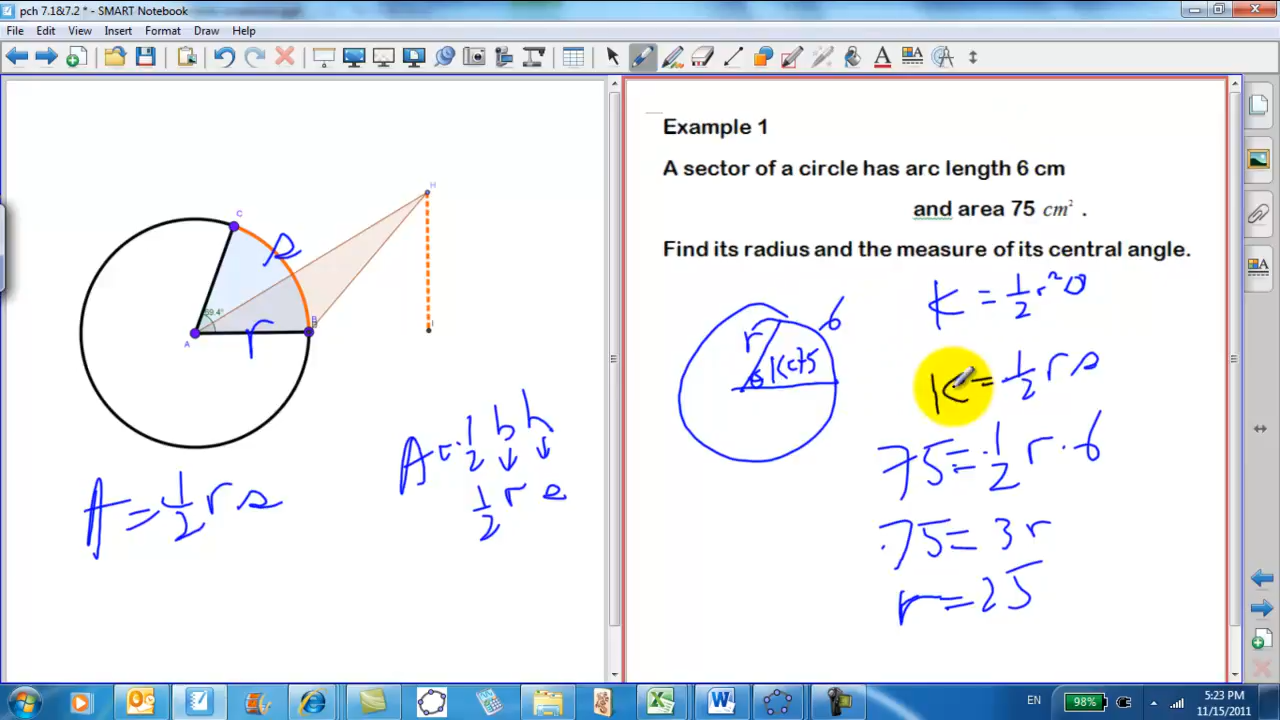 pch 7.1&7.2 * - SMART Notebook
File Edit View Insert Format Draw Help
C
H
s
89.4°
A
r
B
I
A = 1/2 b h
1/2 r s
A = 1/2 r s
Example 1
A sector of a circle has arc length 6 cm
and area 75 cm² .
Find its radius and the measure of its central angle.
K = 1/2 r² θ
6
r
θ K=75
K = 1/2 r s
75 = 1/2 r · 6
75 = 3 r
r = 25
EN 98% 5:23 PM
11/15/2011